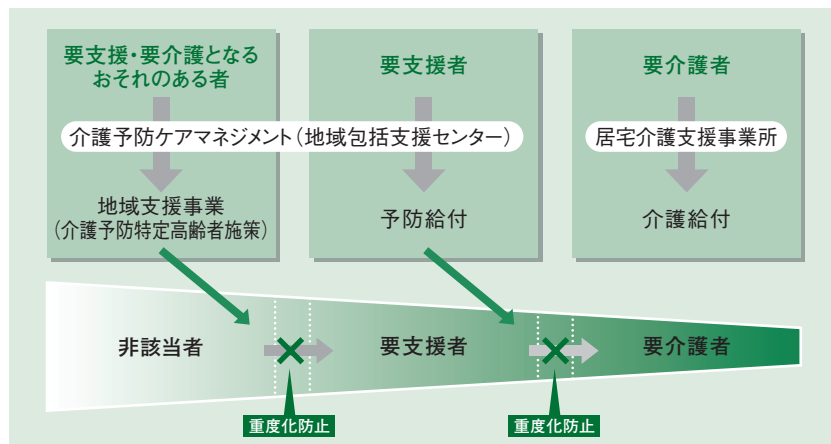 要支援・要介護となる
おそれのある者
要支援者
要介護者
介護予防ケアマネジメント（地域包括支援センター）
居宅介護支援事業所
地域支援事業
（介護予防特定高齢者施策）
予防給付
介護給付
非該当者
要支援者
要介護者
重度化防止
重度化防止